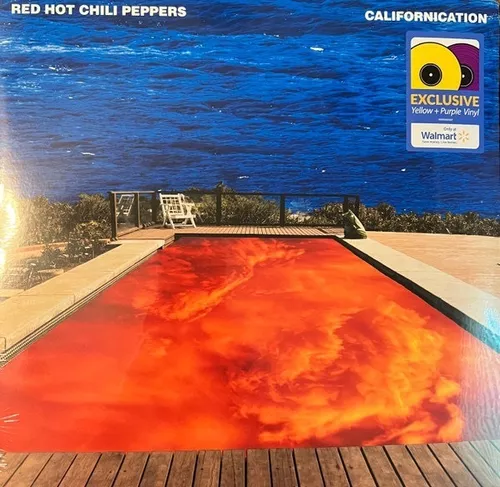 RED HOT CHILI PEPPERS
CALIFORNICATION
EXCLUSIVE
Yellow + Purple Vinyl
Only at
Walmart